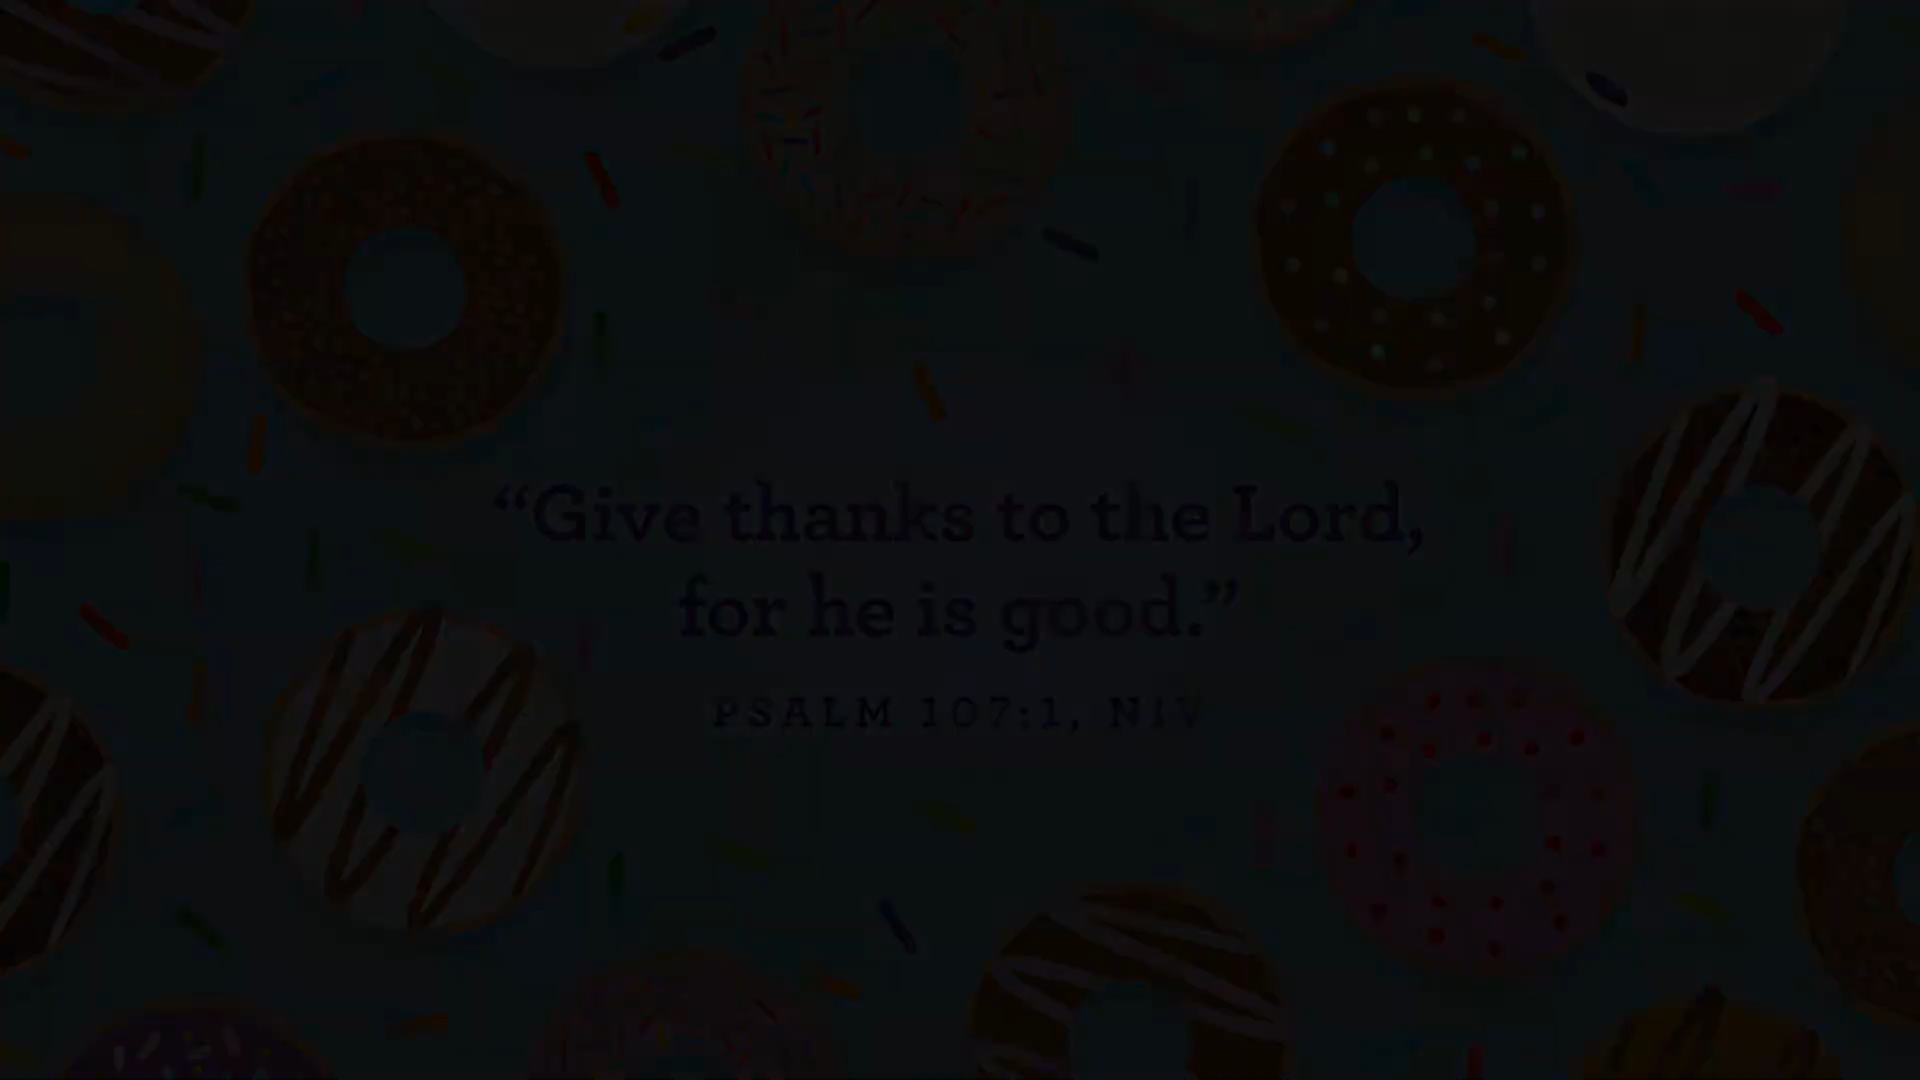 “Give thanks to the Lord,
for he is good.”
PSALM 107:1, NIV